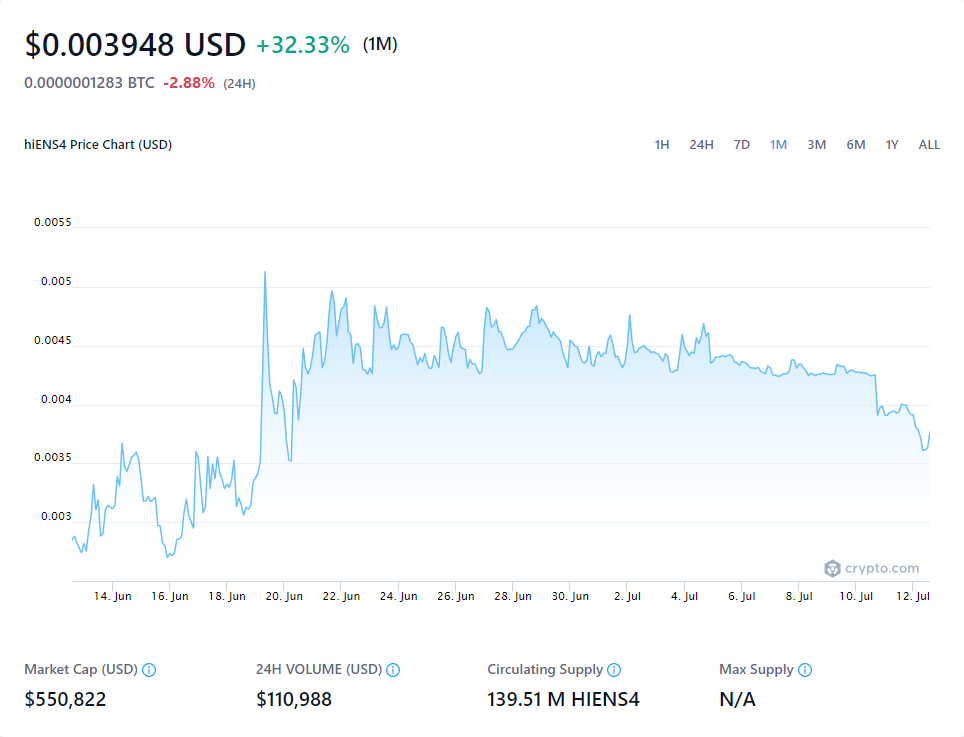 $0.003948 USD +32.33% (1M)
0.0000001283 BTC -2.88% (24H)
hiENS4 Price Chart (USD) 1H 24H 7D 1M 3M 6M 1Y ALL
0.0055
0.005
0.0045
0.004
0.0035
0.003
crypto.com
14. Jun 16. Jun 18. Jun 20. Jun 22. Jun 24. Jun 26. Jun 28. Jun 30. Jun 2. Jul 4. Jul 6. Jul 8. Jul 10. Jul 12. Jul
Market Cap (USD) 24H VOLUME (USD) Circulating Supply Max Supply
$550,822 $110,988 139.51 M HIENS4 N/A